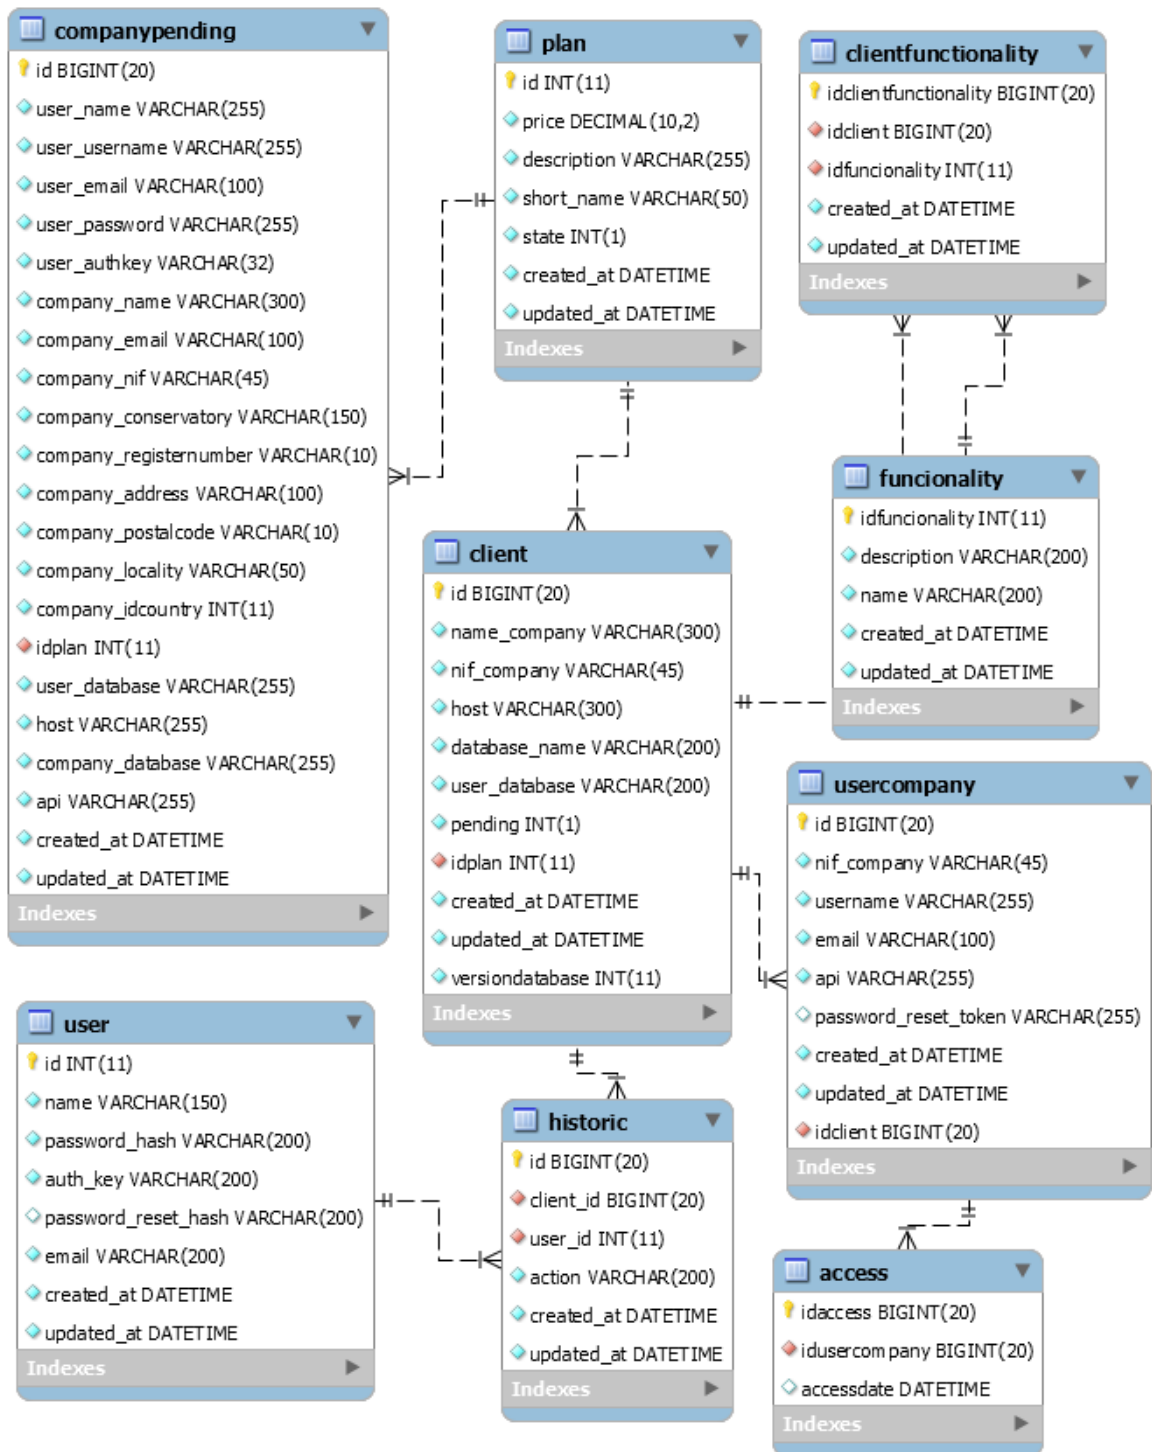 companypending
id BIGINT(20)
user_name VARCHAR(255)
user_username VARCHAR(255)
user_email VARCHAR(100)
user_password VARCHAR(255)
user_authkey VARCHAR(32)
company_name VARCHAR(300)
company_email VARCHAR(100)
company_nif VARCHAR(45)
company_conservatory VARCHAR(150)
company_registernumber VARCHAR(10)
company_address VARCHAR(100)
company_postalcode VARCHAR(10)
company_locality VARCHAR(50)
company_idcountry INT(11)
idplan INT(11)
user_database VARCHAR(255)
host VARCHAR(255)
company_database VARCHAR(255)
api VARCHAR(255)
created_at DATETIME
updated_at DATETIME
Indexes
plan
id INT(11)
price DECIMAL(10,2)
description VARCHAR(255)
short_name VARCHAR(50)
state INT(1)
created_at DATETIME
updated_at DATETIME
Indexes
clientfunctionality
idclientfunctionality BIGINT(20)
idclient BIGINT(20)
idfuncionality INT(11)
created_at DATETIME
updated_at DATETIME
Indexes
funcionality
idfuncionality INT(11)
description VARCHAR(200)
name VARCHAR(200)
created_at DATETIME
updated_at DATETIME
Indexes
client
id BIGINT(20)
name_company VARCHAR(300)
nif_company VARCHAR(45)
host VARCHAR(300)
database_name VARCHAR(200)
user_database VARCHAR(200)
pending INT(1)
idplan INT(11)
created_at DATETIME
updated_at DATETIME
versiondatabase INT(11)
Indexes
usercompany
id BIGINT(20)
nif_company VARCHAR(45)
username VARCHAR(255)
email VARCHAR(100)
api VARCHAR(255)
password_reset_token VARCHAR(255)
created_at DATETIME
updated_at DATETIME
idclient BIGINT(20)
Indexes
user
id INT(11)
name VARCHAR(150)
password_hash VARCHAR(200)
auth_key VARCHAR(200)
password_reset_hash VARCHAR(200)
email VARCHAR(200)
created_at DATETIME
updated_at DATETIME
Indexes
historic
id BIGINT(20)
client_id BIGINT(20)
user_id INT(11)
action VARCHAR(200)
created_at DATETIME
updated_at DATETIME
Indexes
access
idaccess BIGINT(20)
idusercompany BIGINT(20)
accessdate DATETIME
Indexes